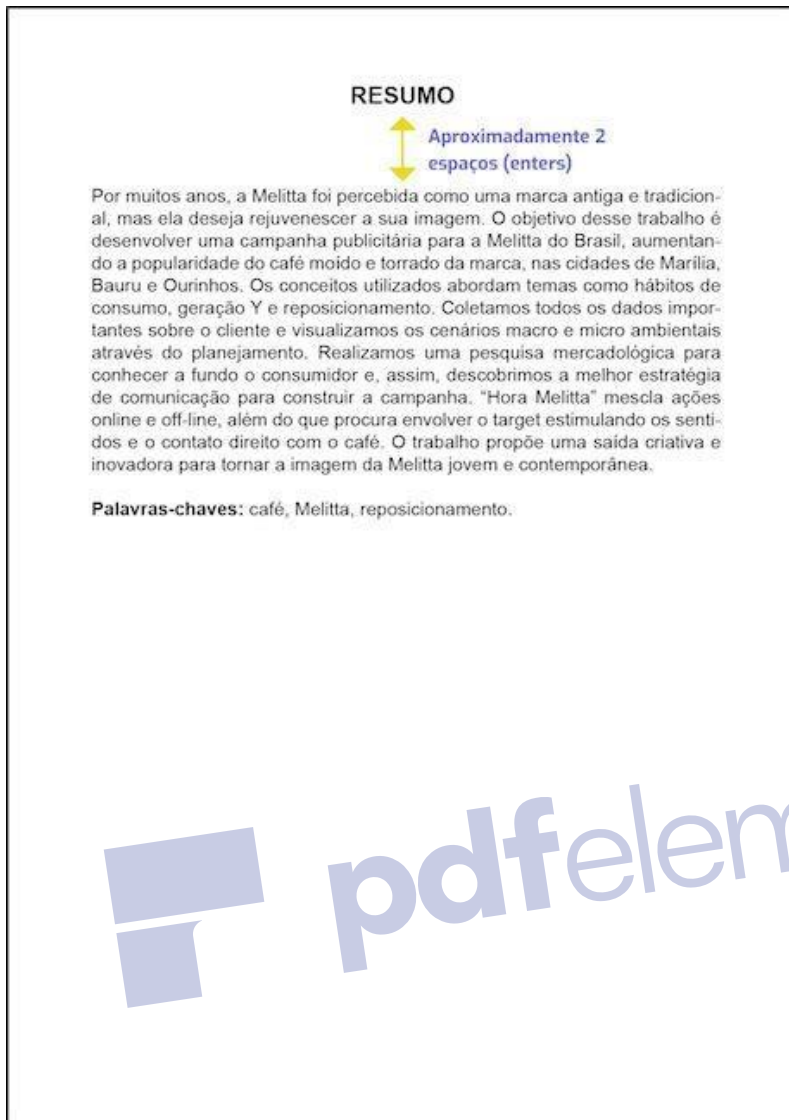 RESUMO
Aproximadamente 2
espaços (enters)
Por muitos anos, a Melitta foi percebida como uma marca antiga e tradicion-
al, mas ela deseja rejuvenescer a sua imagem. O objetivo desse trabalho é
desenvolver uma campanha publicitária para a Melitta do Brasil, aumentan-
do a popularidade do café moído e torrado da marca, nas cidades de Marília,
Bauru e Ourinhos. Os conceitos utilizados abordam temas como hábitos de
consumo, geração Y e reposicionamento. Coletamos todos os dados impor-
tantes sobre o cliente e visualizamos os cenários macro e micro ambientais
através do planejamento. Realizamos uma pesquisa mercadológica para
conhecer a fundo o consumidor e, assim, descobrimos a melhor estratégia
de comunicação para construir a campanha. “Hora Melitta” mescla ações
online e off-line, além do que procura envolver o target estimulando os senti-
dos e o contato direito com o café. O trabalho propõe uma saída criativa e
inovadora para tornar a imagem da Melitta jovem e contemporânea.
Palavras-chaves: café, Melitta, reposicionamento.
pdfelem